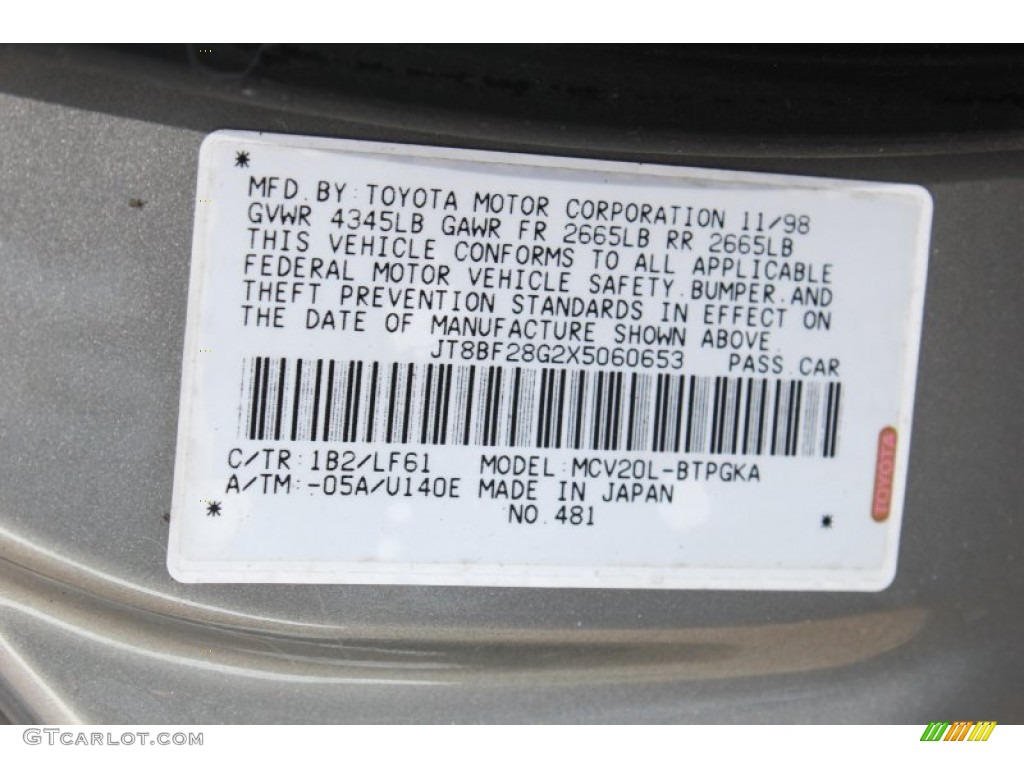 *
MFD. BY: TOYOTA MOTOR CORPORATION 11/98
GVWR 4345LB GAWR FR 2665LB RR 2665LB
THIS VEHICLE CONFORMS TO ALL APPLICABLE
FEDERAL MOTOR VEHICLE SAFETY. BUMPER. AND
THEFT PREVENTION STANDARDS IN EFFECT ON
THE DATE OF MANUFACTURE SHOWN ABOVE.
JT8BF28G2X5060653 PASS. CAR
C/TR: 1B2/LF61 MODEL: MCV20L-BTPGKA
A/TM: -05A/U140E MADE IN JAPAN
* NO. 481 *
TOYOTA
GTCarlot.com